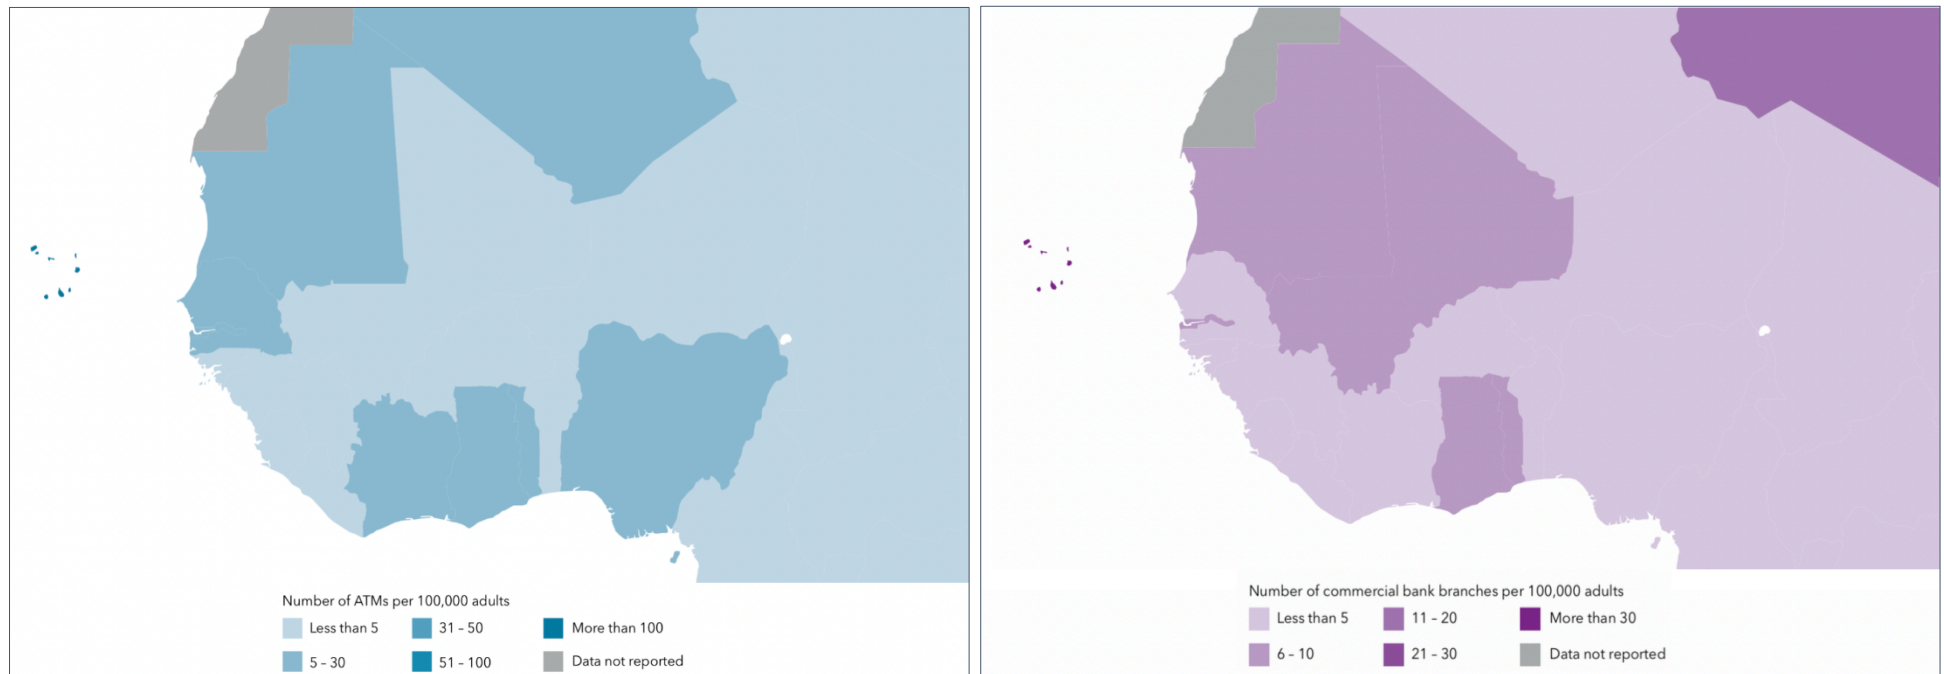 Number of ATMs per 100,000 adults
Less than 5
31 – 50
More than 100
5 – 30
51 – 100
Data not reported
Number of commercial bank branches per 100,000 adults
Less than 5
11 – 20
More than 30
6 – 10
21 – 30
Data not reported